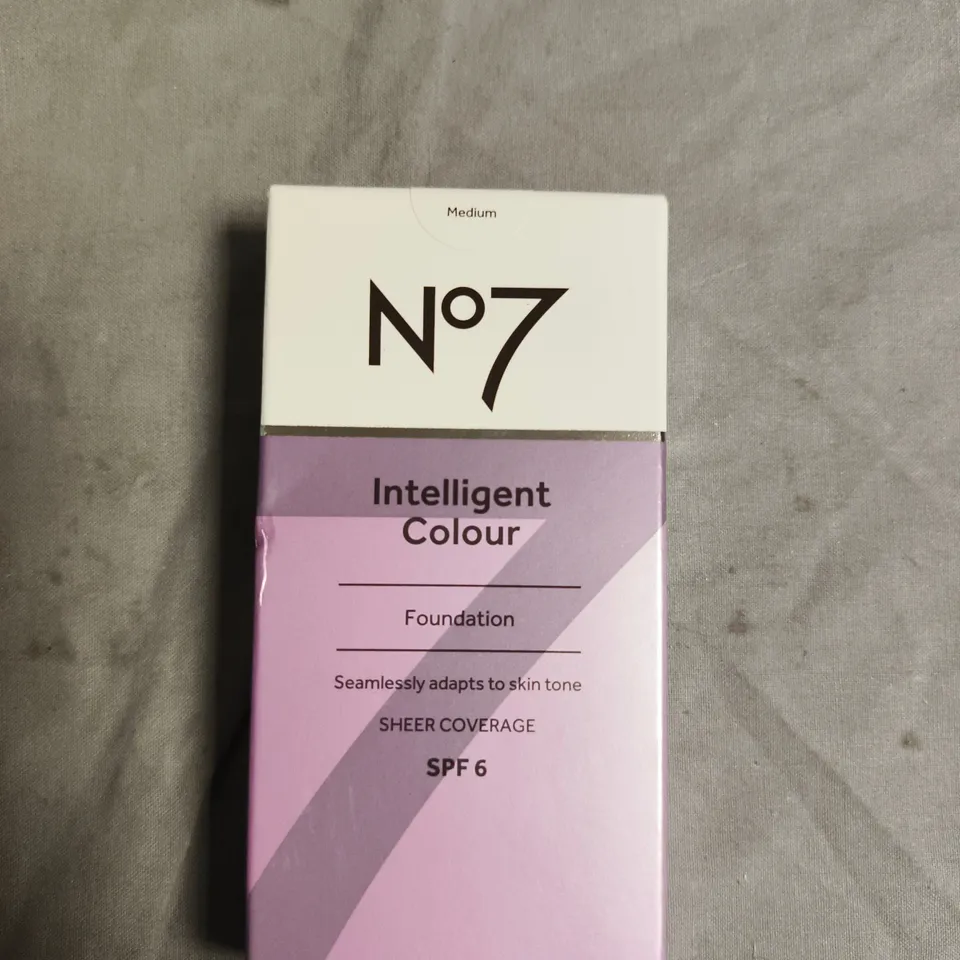 Medium
Nº7
Intelligent
Colour
Foundation
Seamlessly adapts to skin tone
SHEER COVERAGE
SPF 6